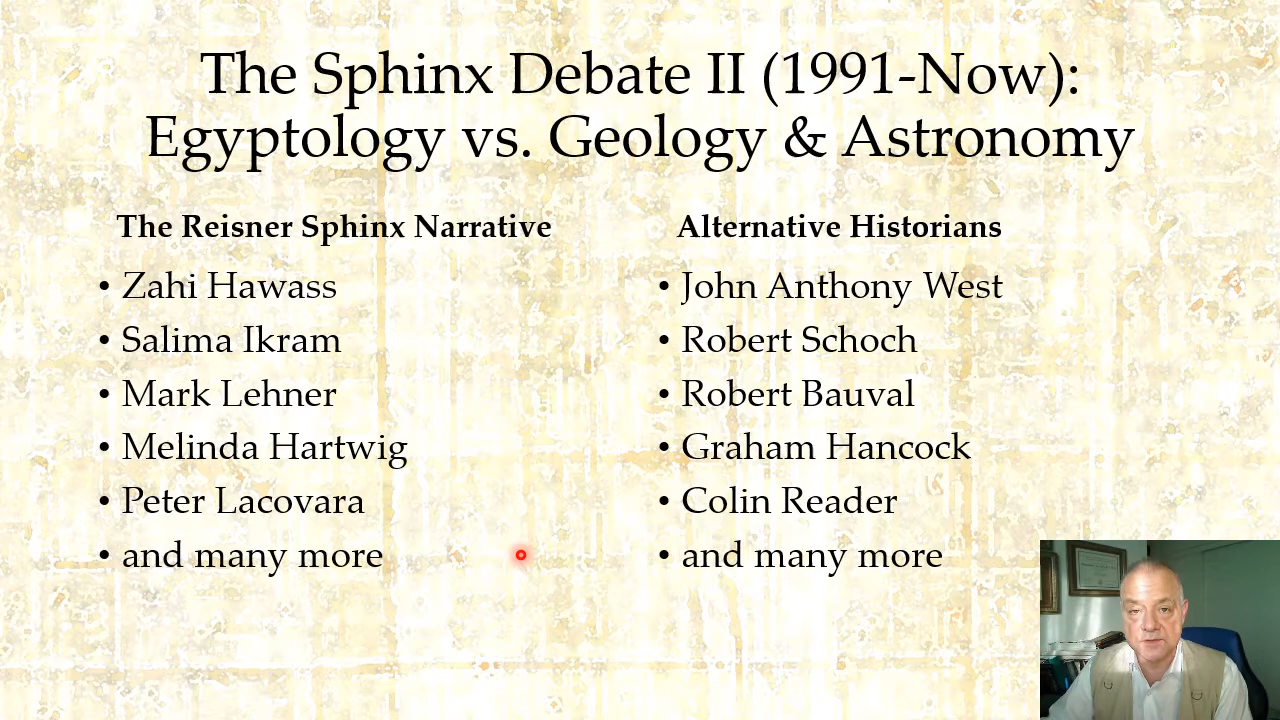 The Sphinx Debate II (1991-Now):
Egyptology vs. Geology & Astronomy
The Reisner Sphinx Narrative
• Zahi Hawass
• Salima Ikram
• Mark Lehner
• Melinda Hartwig
• Peter Lacovara
• and many more
Alternative Historians
• John Anthony West
• Robert Schoch
• Robert Bauval
• Graham Hancock
• Colin Reader
• and many more